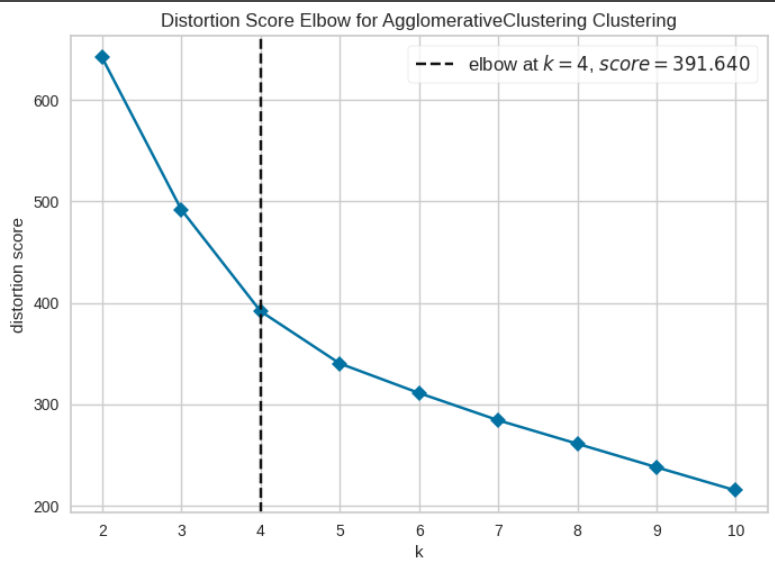 Distortion Score Elbow for AgglomerativeClustering Clustering
elbow at k = 4, score = 391.640
600
500
400
300
200
distortion score
2 3 4 5 6 7 8 9 10
k